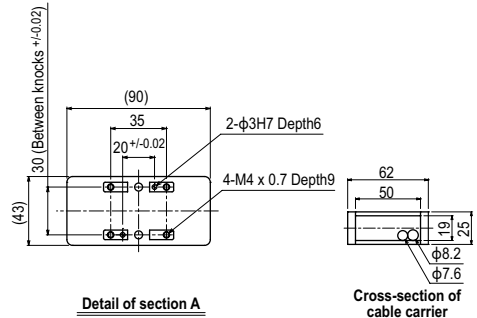 30 (Between knocks +/-0.02)
(90)
35
20+/-0.02
2-ϕ3H7 Depth6
4-M4 x 0.7 Depth9
(43)
Detail of section A
62
50
19
25
ϕ8.2
ϕ7.6
Cross-section of
cable carrier